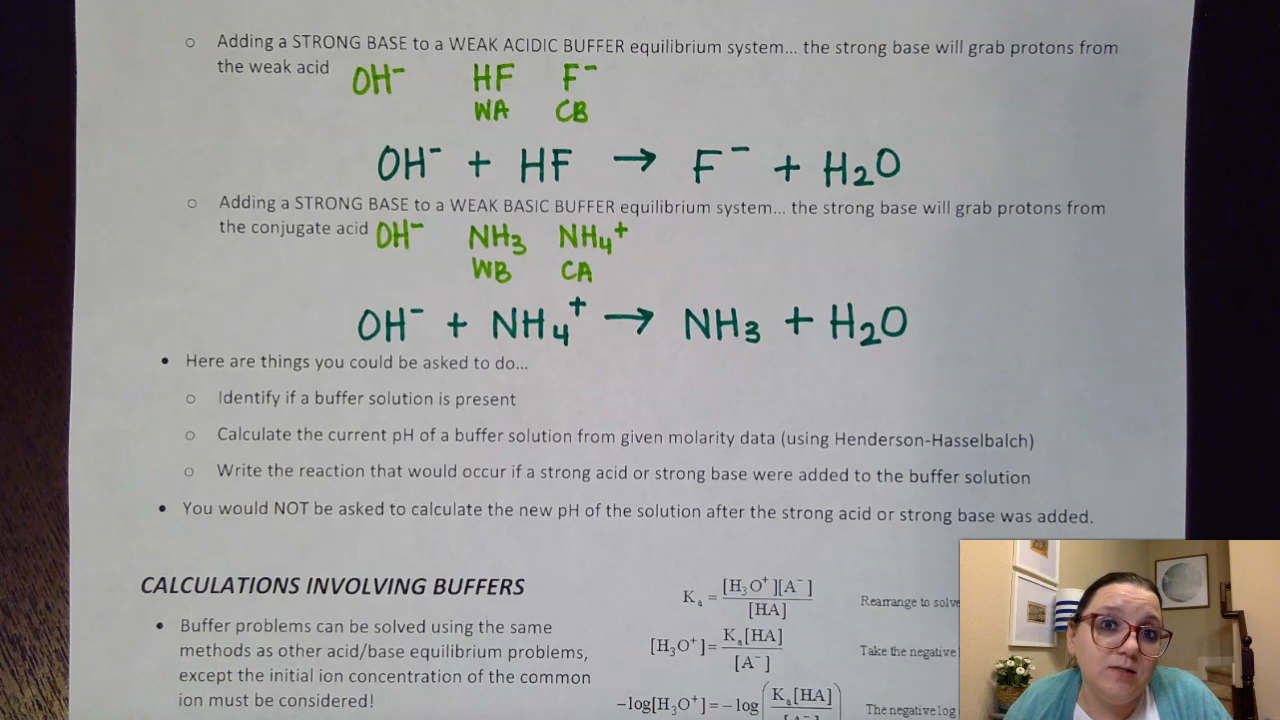 o Adding a STRONG BASE to a WEAK ACIDIC BUFFER equilibrium system... the strong base will grab protons from
the weak acid OH⁻ HF F⁻
WA CB
OH⁻ + HF → F⁻ + H₂O
o Adding a STRONG BASE to a WEAK BASIC BUFFER equilibrium system... the strong base will grab protons from
the conjugate acid OH⁻ NH₃ NH₄⁺
WB CA
OH⁻ + NH₄⁺ → NH₃ + H₂O
• Here are things you could be asked to do...
o Identify if a buffer solution is present
o Calculate the current pH of a buffer solution from given molarity data (using Henderson-Hasselbalch)
o Write the reaction that would occur if a strong acid or strong base were added to the buffer solution
• You would NOT be asked to calculate the new pH of the solution after the strong acid or strong base was added.
CALCULATIONS INVOLVING BUFFERS
• Buffer problems can be solved using the same
methods as other acid/base equilibrium problems,
except the initial ion concentration of the common
ion must be considered!
Kₐ = [H₃O⁺][A⁻] / [HA] Rearrange to solve
[H₃O⁺] = Kₐ[HA] / [A⁻] Take the negative
−log[H₃O⁺] = −log(Kₐ[HA] / [A⁻]) The negative log